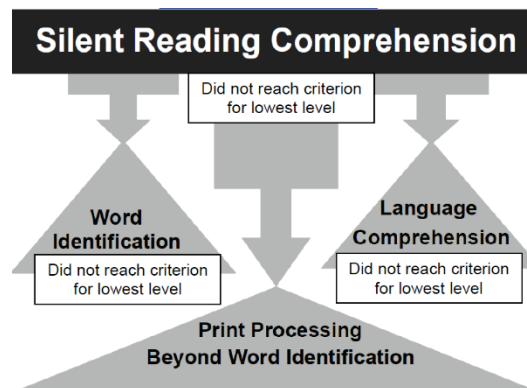 Silent Reading Comprehension
Did not reach criterion
for lowest level
Word
Identification
Did not reach criterion
for lowest level
Language
Comprehension
Did not reach criterion
for lowest level
Print Processing
Beyond Word Identification